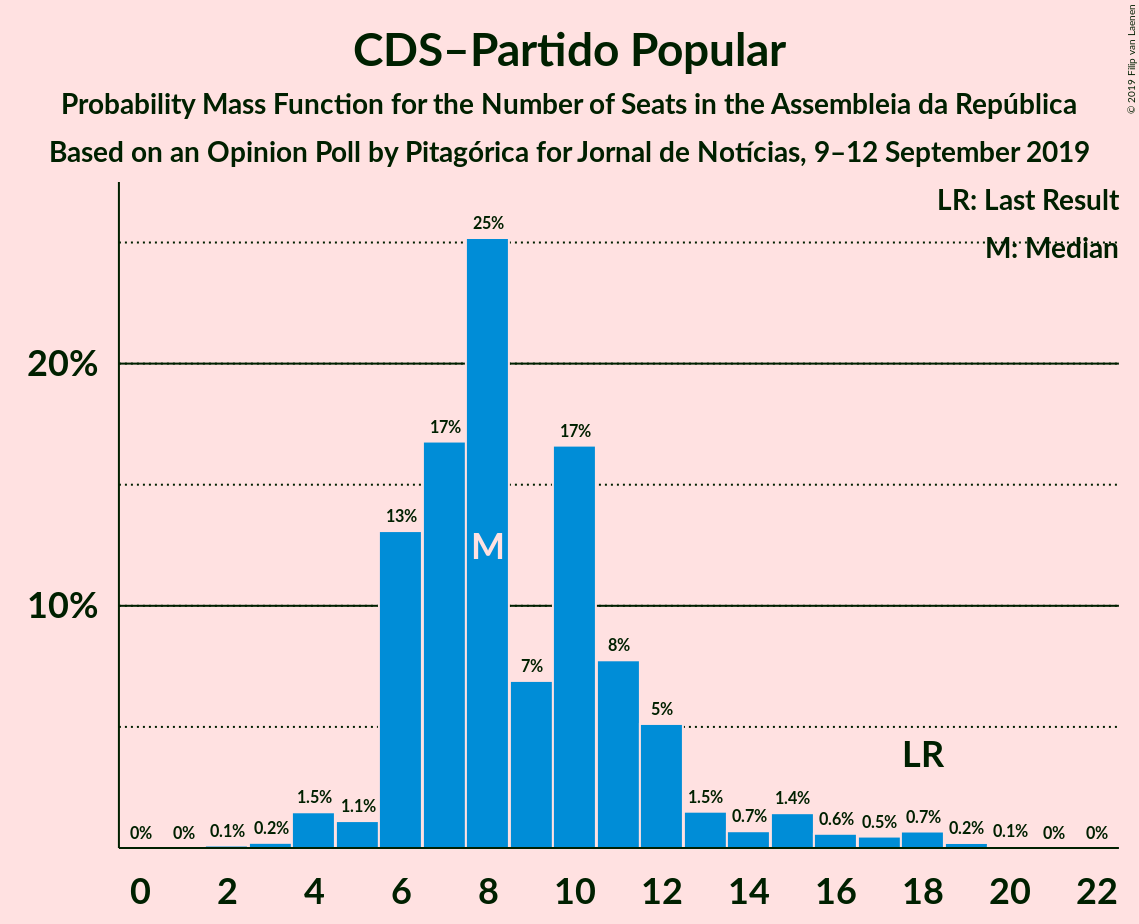 CDS–Partido Popular
Probability Mass Function for the Number of Seats in the Assembleia da República
Based on an Opinion Poll by Pitagórica for Jornal de Notícias, 9–12 September 2019
© 2019 Filip van Laenen
LR: Last Result
M: Median
25%
20%
17%
17%
13%
M
10%
8%
7%
5%
LR
1.5%
1.1%
1.5%
0.7%
1.4%
0.6%
0.5%
0.7%
0%
0%
0.1%
0.2%
0.2%
0.1%
0%
0%
0 2 4 6 8 10 12 14 16 18 20 22